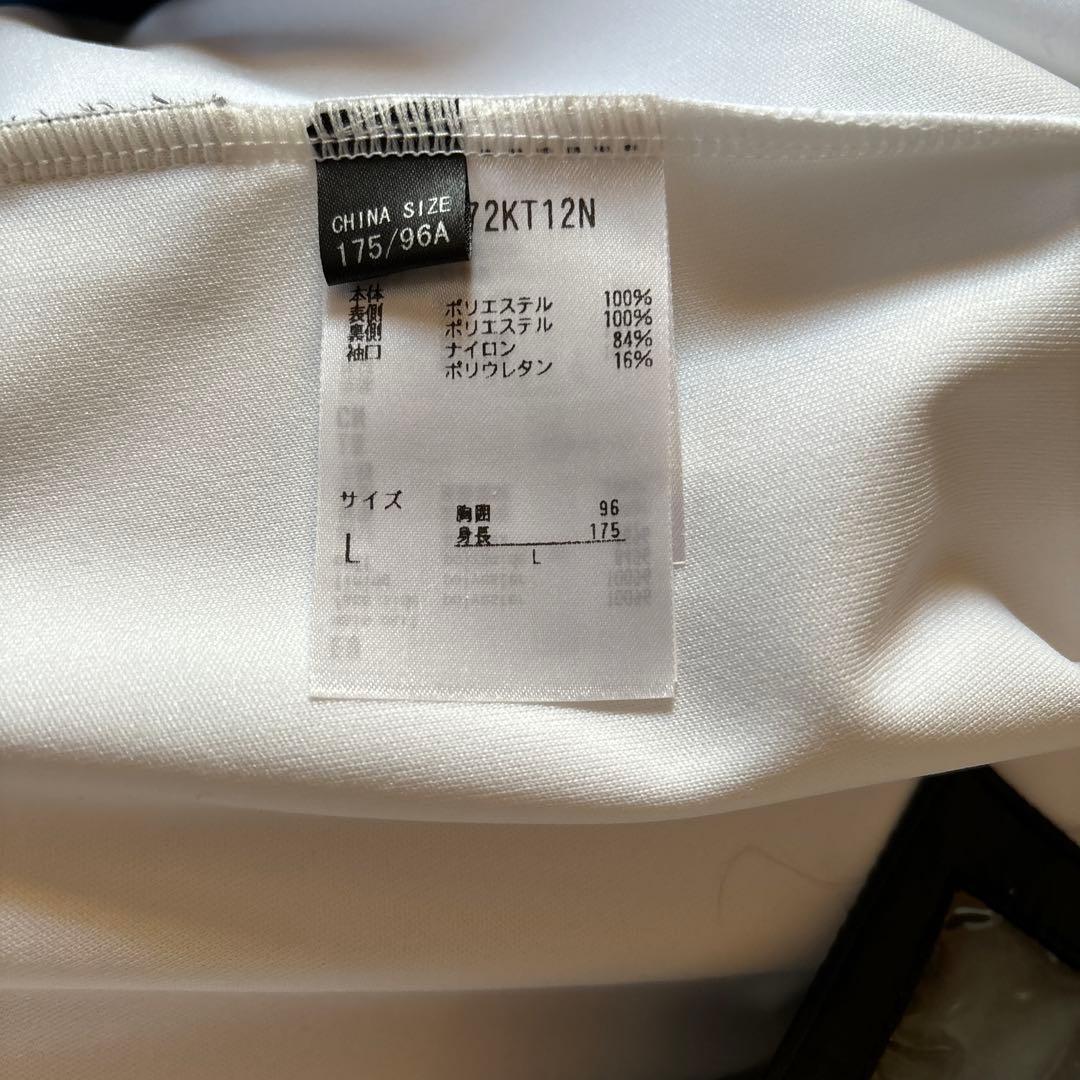 CHINA SIZE
175/96A
72KT12N
本体
表側 ポリエステル 100%
裏側 ポリエステル 100%
袖口 ナイロン 84%
ポリウレタン 16%
サイズ
L
胸囲 96
身長 175
L